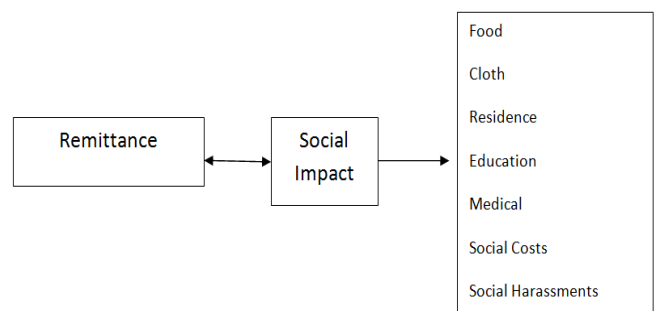 Remittance
Social
Impact
Food
Cloth
Residence
Education
Medical
Social Costs
Social Harassments